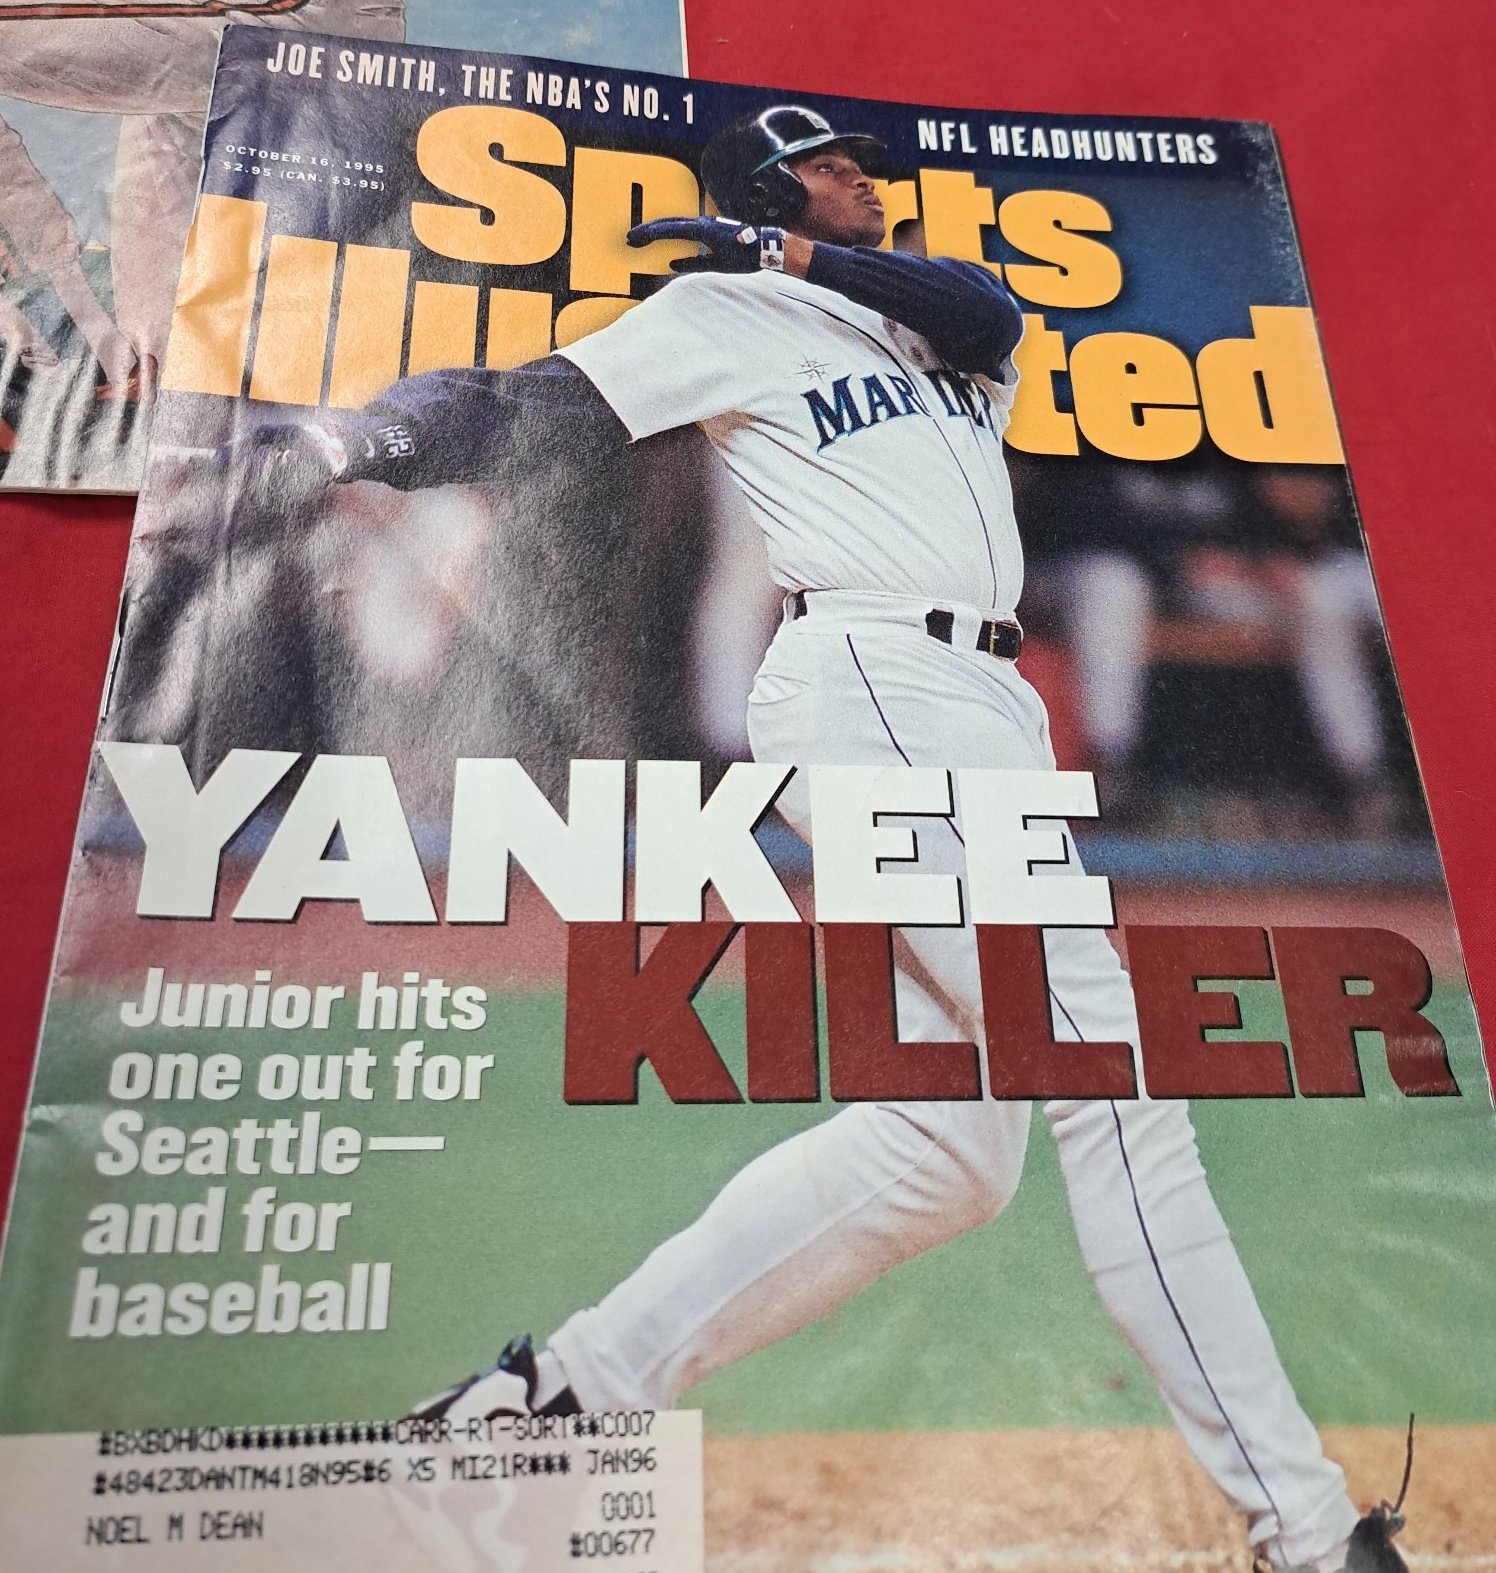 JOE SMITH, THE NBA'S NO. 1
NFL HEADHUNTERS
OCTOBER 16, 1995
$2.95 (CAN. $3.95)
Sports
Illustrated
24
MARINERS
YANKEE
KILLER
Junior hits
one out for
Seattle—
and for
baseball
#BXBDHKD***********CARR-RT-SORT**C007
#48423DANTM418N95#6 X5 MI21R*** JAN96
NOEL M DEAN
0001
#00677